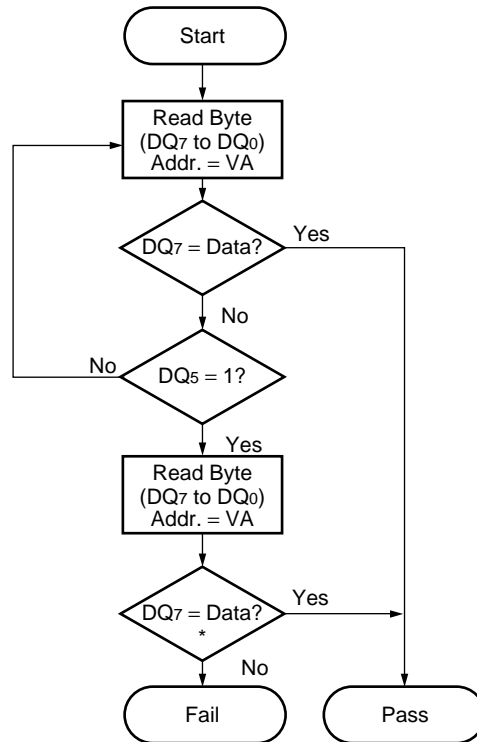 Start
Read Byte
(DQ7 to DQ0)
Addr. = VA
DQ7 = Data?
Yes
No
No
DQ5 = 1?
Yes
Read Byte
(DQ7 to DQ0)
Addr. = VA
DQ7 = Data?
*
Yes
No
Fail
Pass